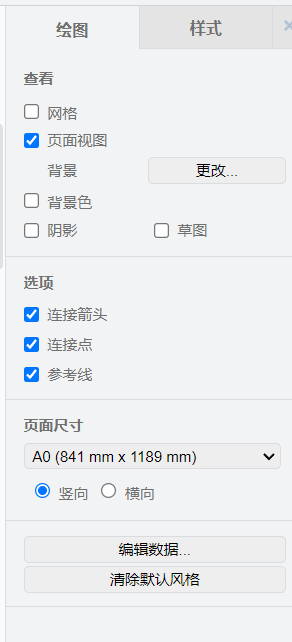 绘图 样式
查看
网格
页面视图
背景 更改...
背景色
阴影 草图
选项
连接箭头
连接点
参考线
页面尺寸
A0 (841 mm x 1189 mm)
竖向 横向
编辑数据...
清除默认风格